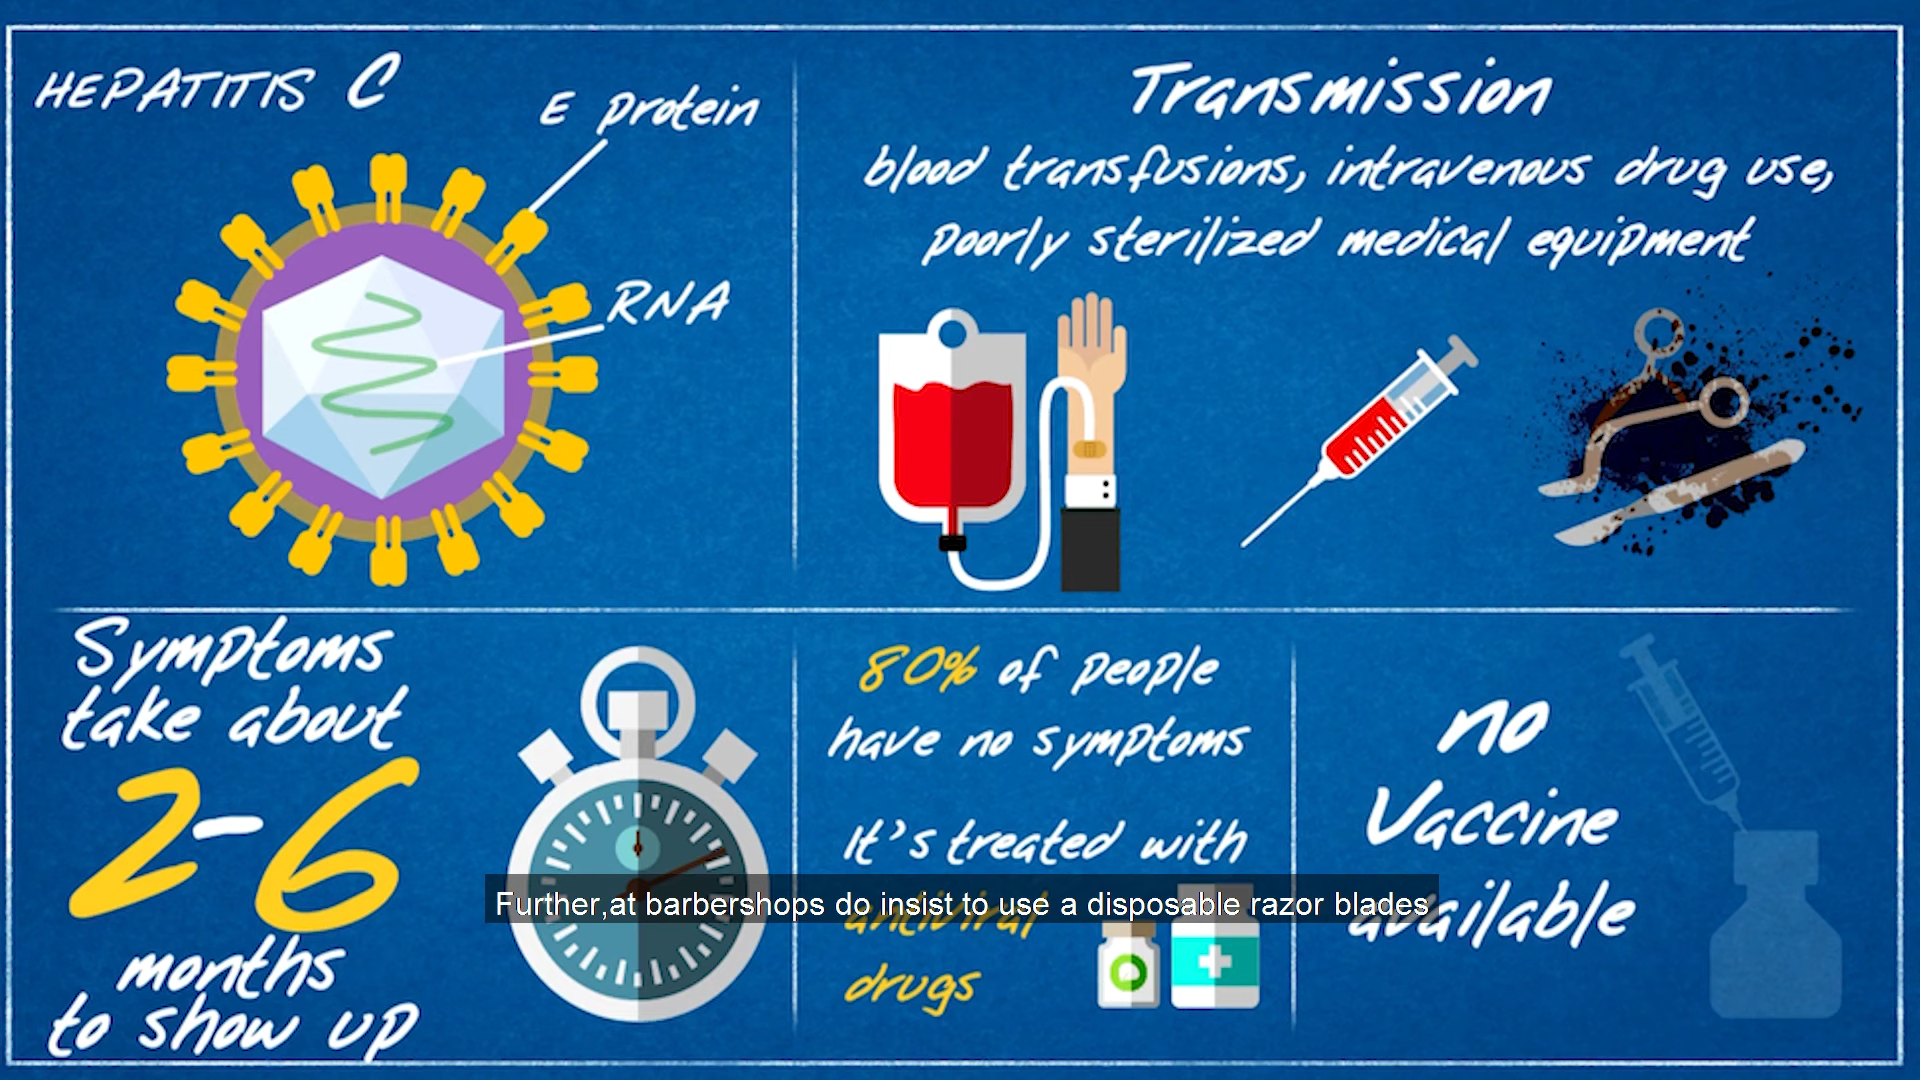 HEPATITIS C
E protein
RNA
Transmission
blood transfusions, intravenous drug use,
poorly sterilized medical equipment
Symptoms
take about
2-6
months
to show up
80% of people
have no symptoms
It's treated with
antiviral
drugs
no
Vaccine
available
Further,at barbershops do insist to use a disposable razor blades